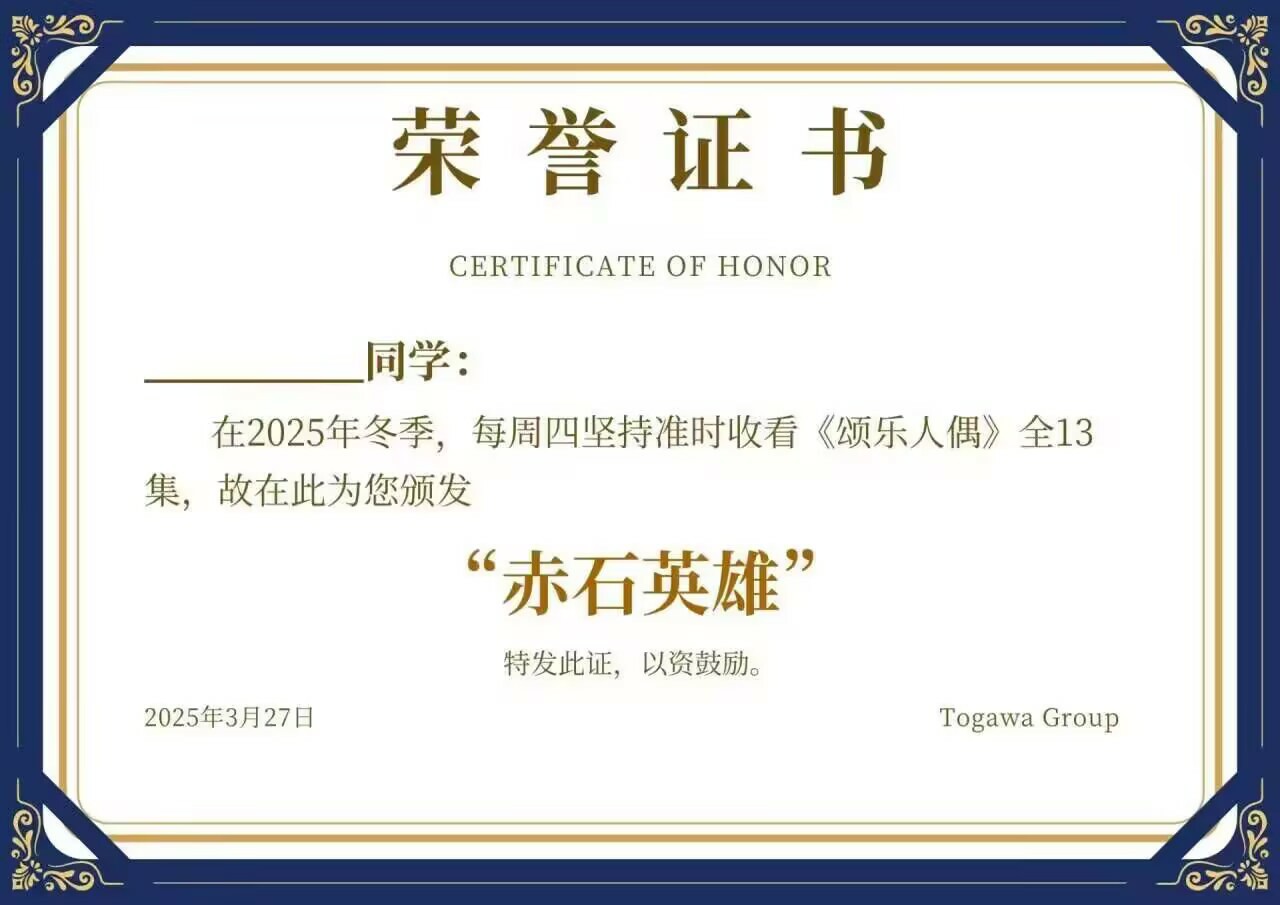 荣誉证书
CERTIFICATE OF HONOR
__________同学：
在2025年冬季，每周四坚持准时收看《颂乐人偶》全13
集，故在此为您颁发
“赤石英雄”
特发此证，以资鼓励。
2025年3月27日
Togawa Group